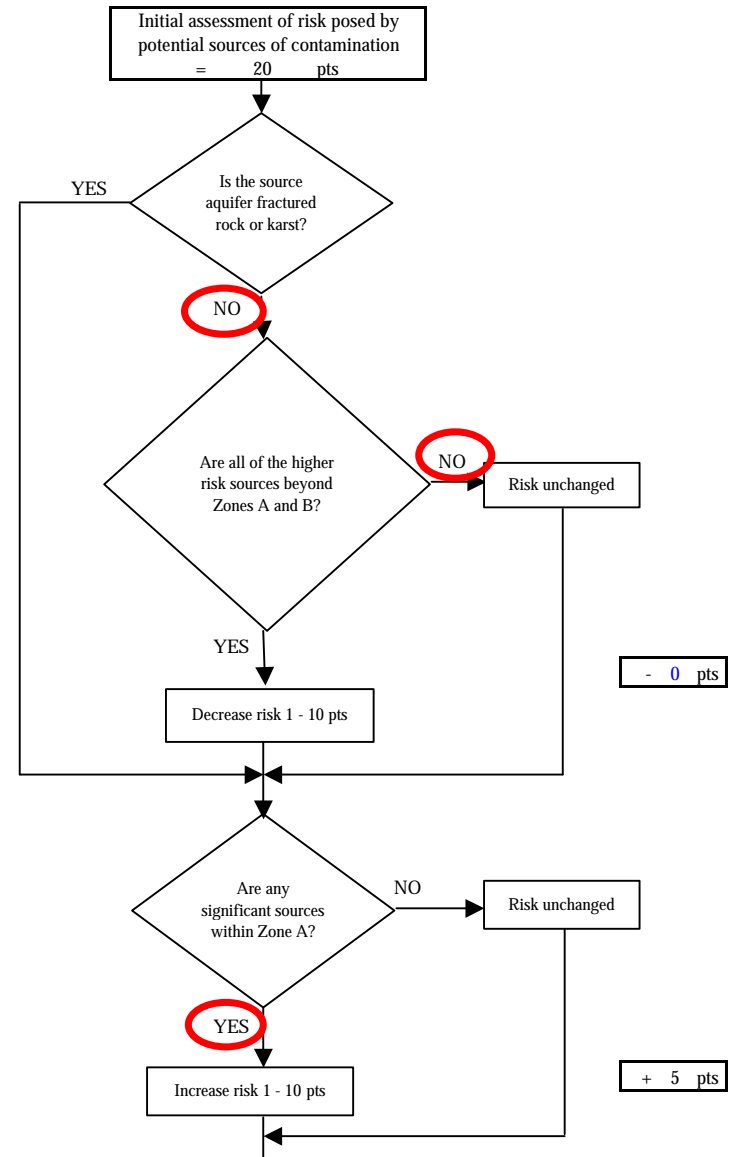 Initial assessment of risk posed by
potential sources of contamination
= 20 pts
YES
Is the source
aquifer fractured
rock or karst?
NO
Are all of the higher
risk sources beyond
Zones A and B?
NO
Risk unchanged
YES
- 0 pts
Decrease risk 1 - 10 pts
Are any
significant sources
within Zone A?
NO
Risk unchanged
YES
Increase risk 1 - 10 pts
+ 5 pts